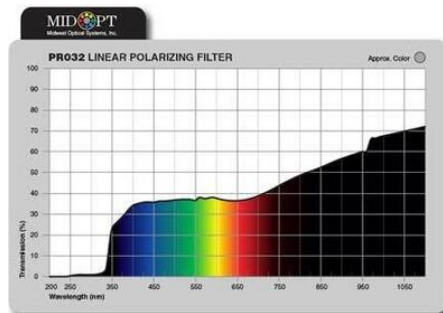 MIDOPT
Midwest Optical Systems, Inc.
PR032 LINEAR POLARIZING FILTER
Approx. Color
100
90
80
70
60
50
40
30
20
10
0
Transmission (%)
200 250 350 450 550 650 750 850 950 1050
Wavelength (nm)